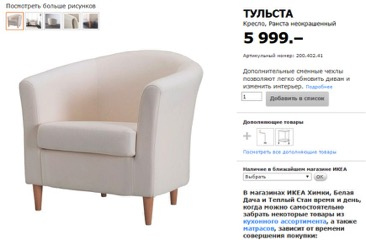 Посмотреть больше рисунков
ТУЛЬСТА
Кресло, Ранста неокрашенный
5 999.–
Артикульный номер: 200.402.41
Дополнительные сменные чехлы
позволяют легко обновить диван и
изменить интерьер. Подробнее
1
Добавить в список
Дополняющие товары
+
Посмотреть все дополняющие товары
Наличие в ближайшем магазине ИКЕА
Выбрать
OK
В магазинах ИКЕА Химки, Белая
Дача и Теплый Стан время и день,
когда можно самостоятельно
забрать некоторые товары из
кухонного ассортимента, а также
матрасов, зависит от времени
совершения покупки: